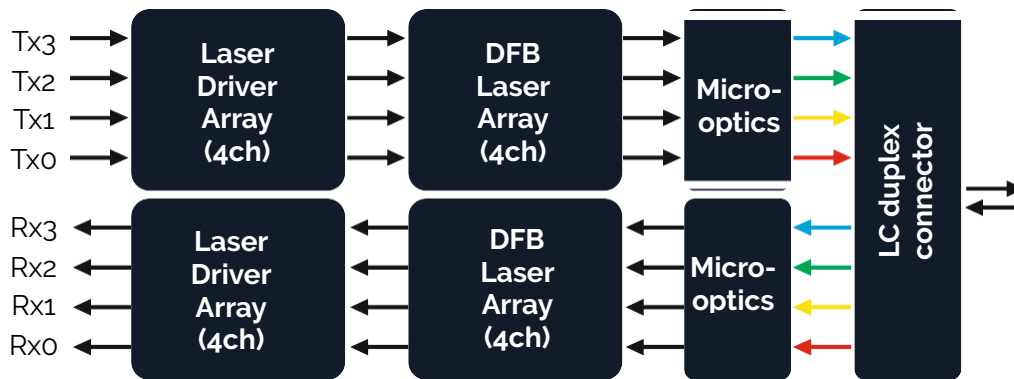 Tx3
Tx2
Tx1
Tx0
Laser
Driver
Array
(4ch)
DFB
Laser
Array
(4ch)
Micro-
optics
LC duplex
connector
Rx3
Rx2
Rx1
Rx0
Laser
Driver
Array
(4ch)
DFB
Laser
Array
(4ch)
Micro-
optics